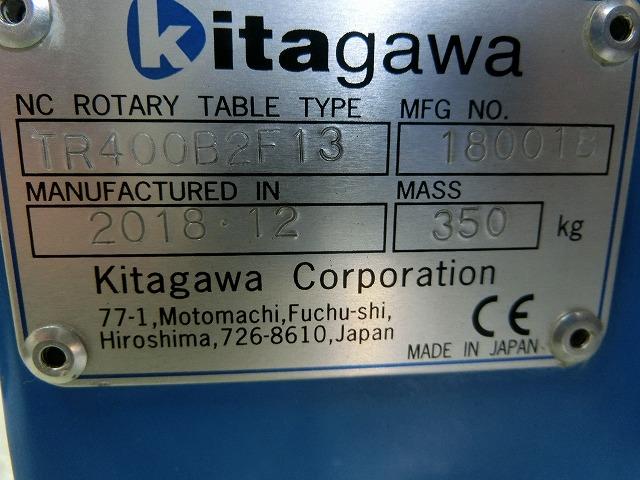 kitagawa
NC ROTARY TABLE TYPE MFG NO.
TR400B2F13
MANUFACTURED IN MASS
2018.12 350 kg
Kitagawa Corporation
77-1,Motomachi,Fuchu-shi,
Hiroshima,726-8610,Japan
CE
MADE IN JAPAN